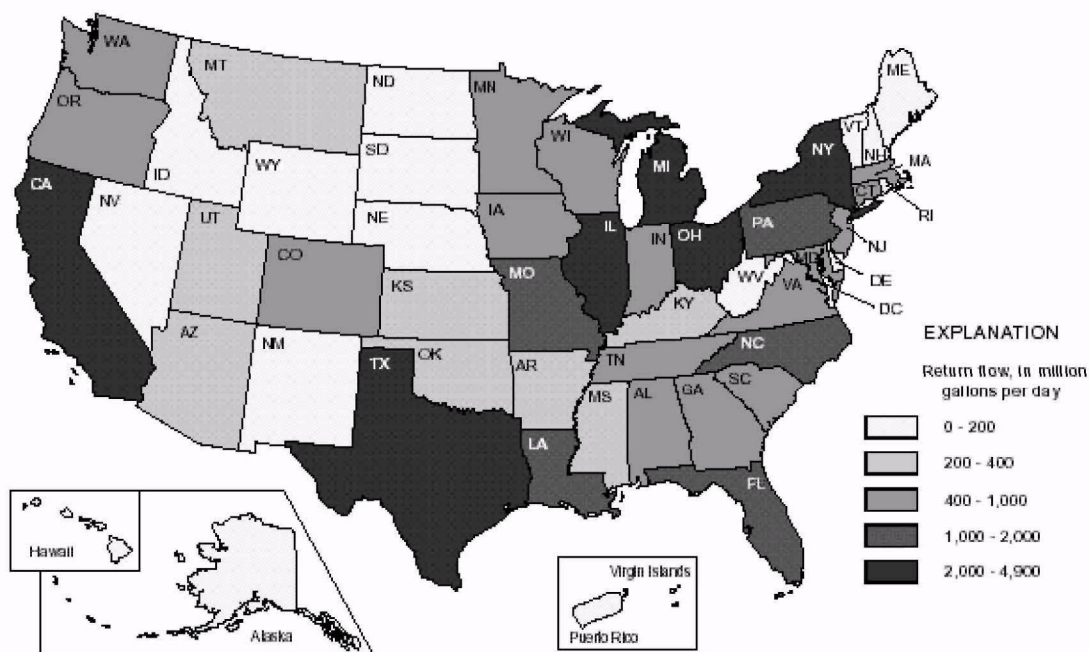 WA
MT
ND
MN
ME
OR
ID
WY
SD
WI
MI
NY
VT
NH
MA
CT
RI
CA
NV
UT
CO
NE
IA
IL
IN
OH
PA
NJ
MD
DE
DC
WV
VA
KS
MO
KY
AZ
NM
TX
OK
AR
TN
NC
SC
MS
AL
GA
LA
FL
EXPLANATION
Return flow, in million
gallons per day
0 - 200
200 - 400
400 - 1,000
1,000 - 2,000
2,000 - 4,900
Hawaii
Alaska
Virgin Islands
Puerto Rico